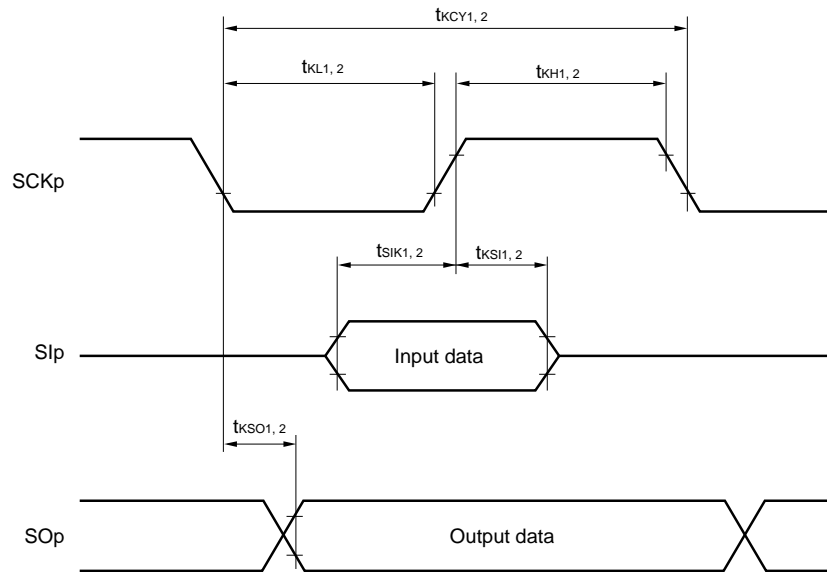 tKCY1, 2
tKL1, 2
tKH1, 2
SCKp
tSIK1, 2
tKSI1, 2
SIp
Input data
tKSO1, 2
SOp
Output data